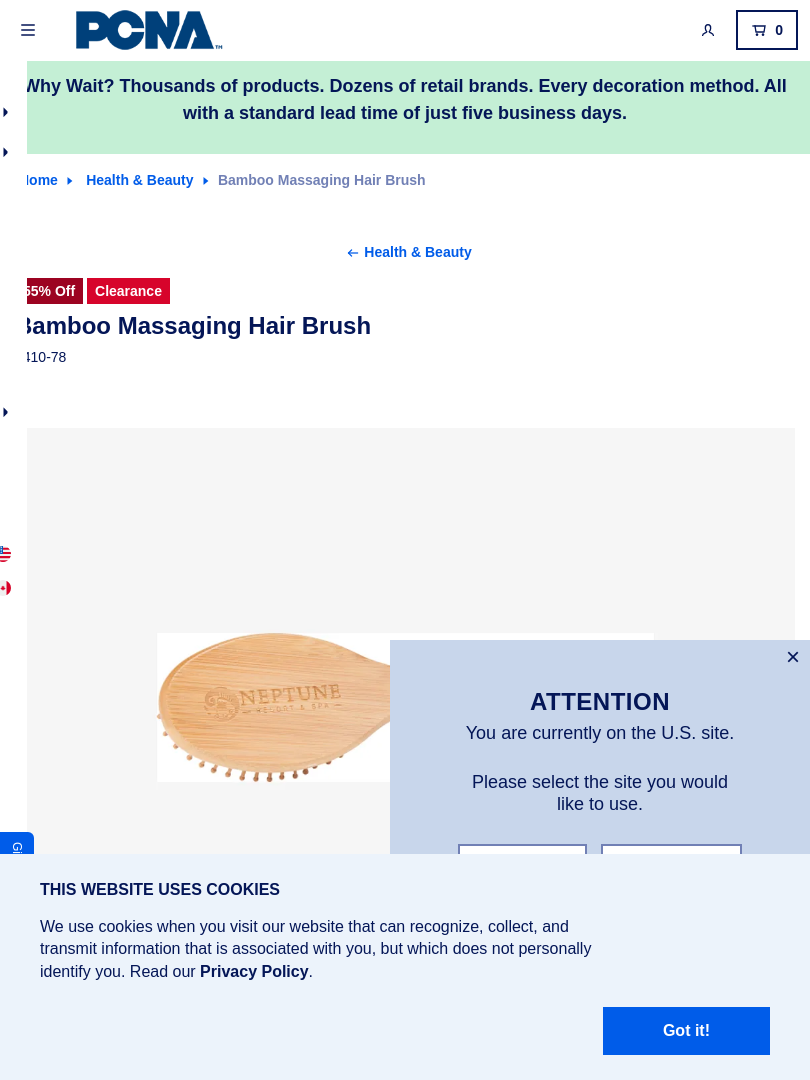 PCNA™
0
Why Wait? Thousands of products. Dozens of retail brands. Every decoration method. All
with a standard lead time of just five business days.
Health & Beauty
Bamboo Massaging Hair Brush
Health & Beauty
55% Off
Clearance
Bamboo Massaging Hair Brush
NEPTUNE
RESORT & SPA
ATTENTION
You are currently on the U.S. site.
Please select the site you would
like to use.
THIS WEBSITE USES COOKIES
We use cookies when you visit our website that can recognize, collect, and
transmit information that is associated with you, but which does not personally
identify you. Read our Privacy Policy.
Got it!